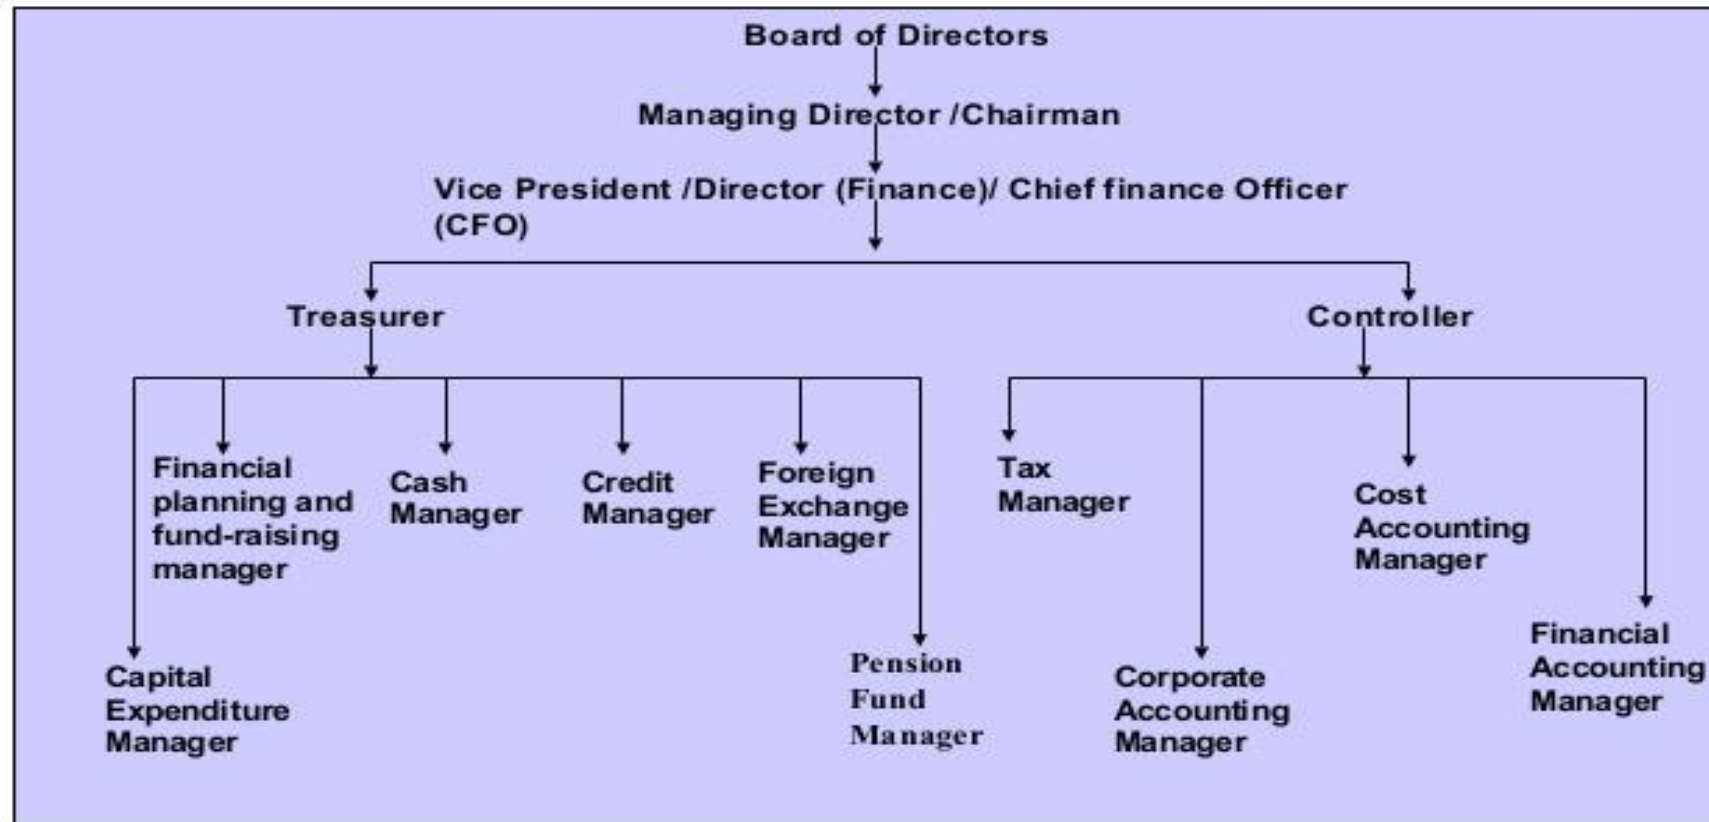 Board of Directors
Managing Director /Chairman
Vice President /Director (Finance)/ Chief finance Officer
(CFO)
Treasurer
Controller
Financial
planning and
fund-raising
manager
Cash
Manager
Credit
Manager
Foreign
Exchange
Manager
Tax
Manager
Cost
Accounting
Manager
Capital
Expenditure
Manager
Pension
Fund
Manager
Corporate
Accounting
Manager
Financial
Accounting
Manager